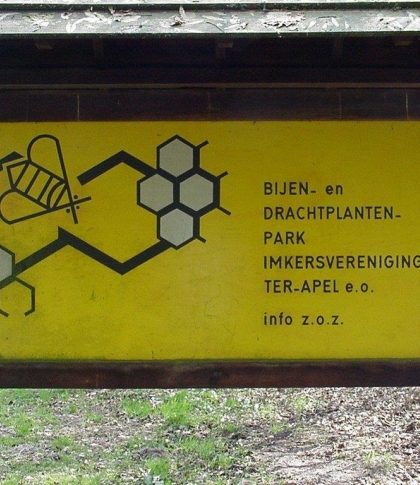 BIJEN- en
DRACHTPLANTEN-
PARK
IMKERSVERENIGING
TER-APEL e.o.
info z.o.z.